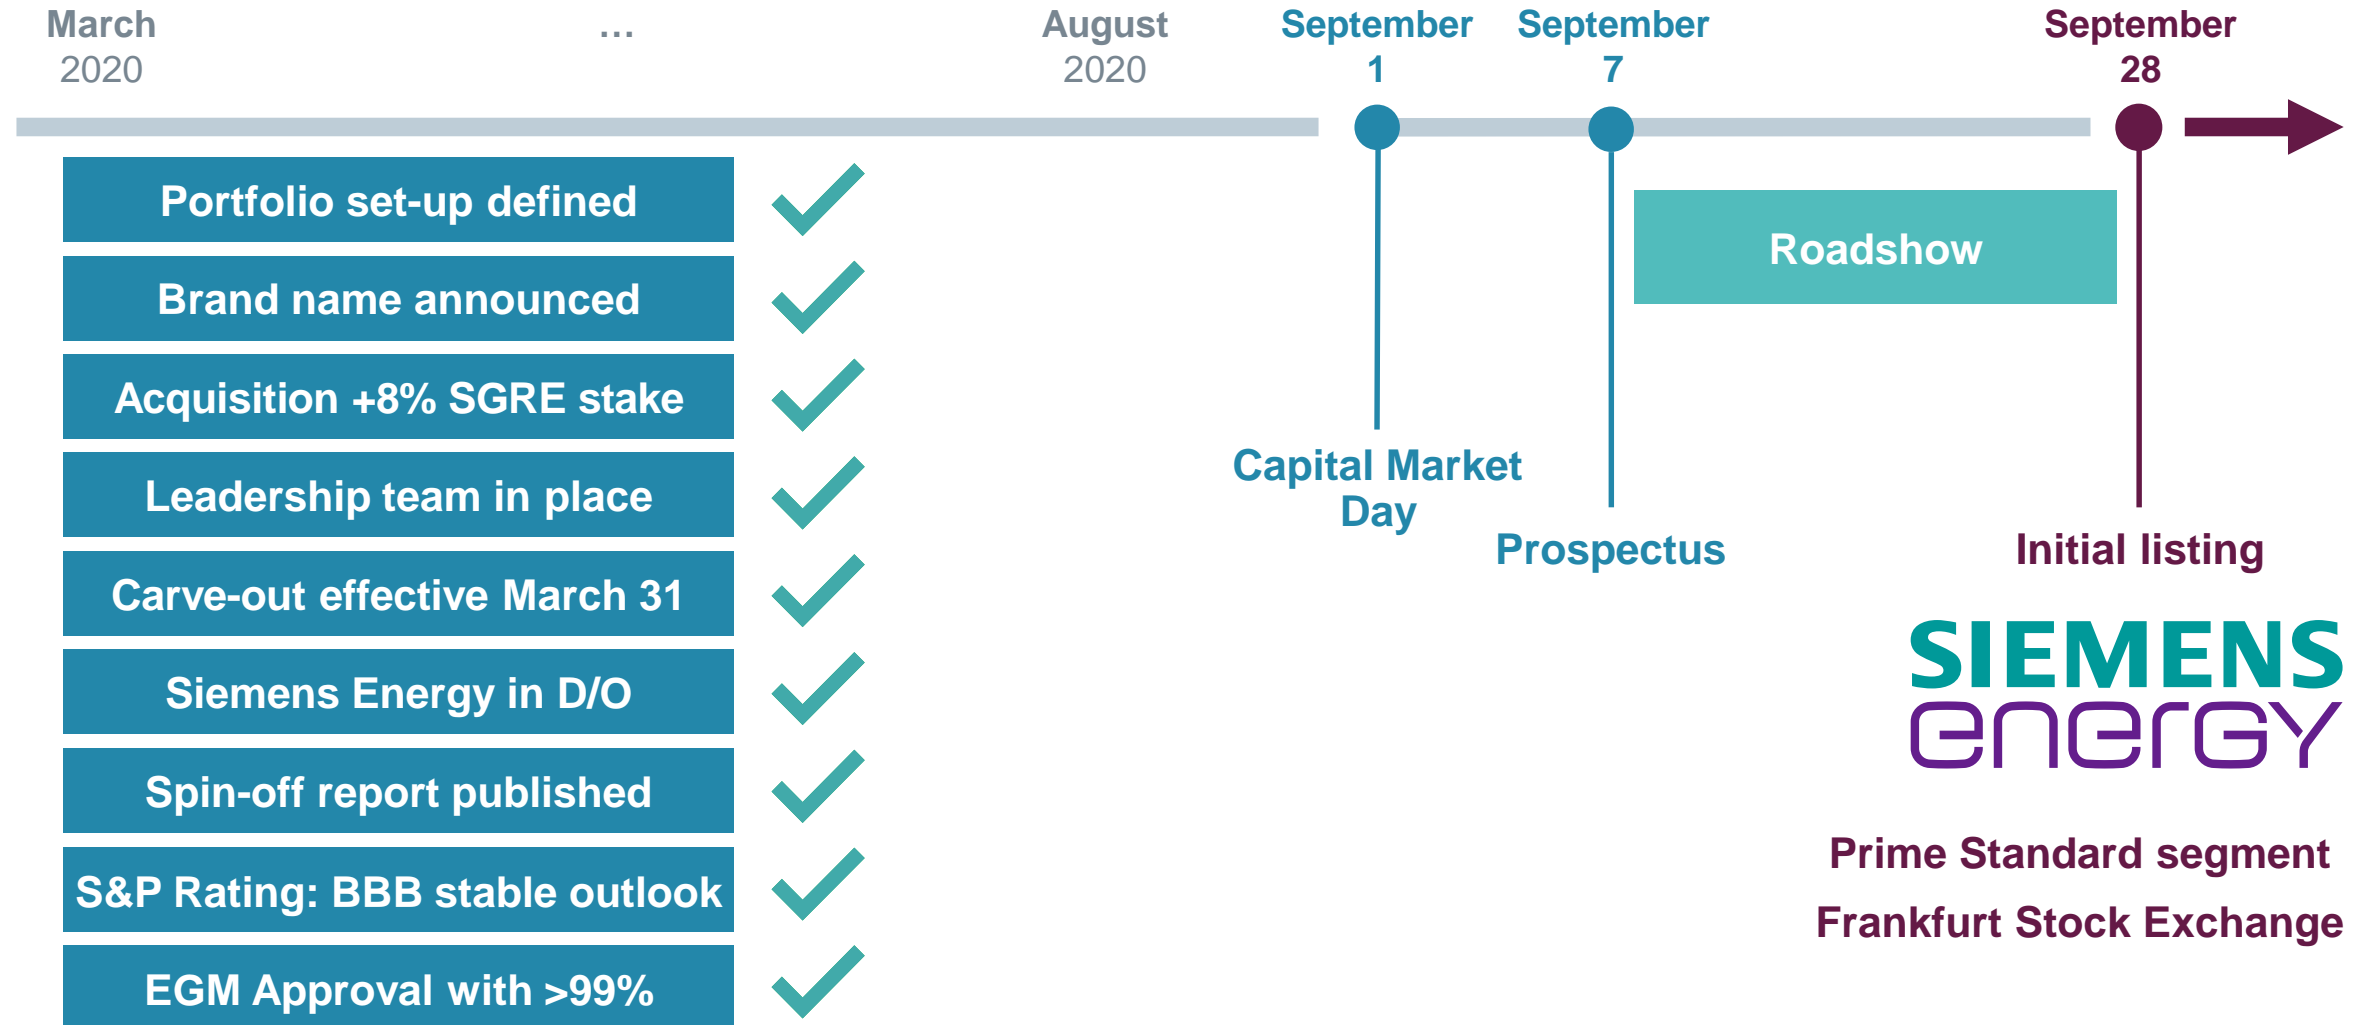 March
2020
…
August
2020
September
1
September
7
September
28
Portfolio set-up defined
Brand name announced
Acquisition +8% SGRE stake
Leadership team in place
Carve-out effective March 31
Siemens Energy in D/O
Spin-off report published
S&P Rating: BBB stable outlook
EGM Approval with >99%
Roadshow
Capital Market
Day
Prospectus
Initial listing
SIEMENS
energy
Prime Standard segment
Frankfurt Stock Exchange